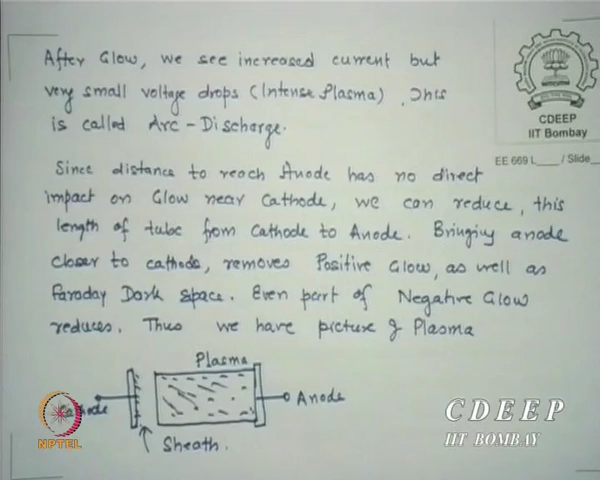 After Glow, we see increased current but
very small voltage drops (Intense Plasma). This
is called Arc-Discharge.
CDEEP
IIT Bombay
EE 669 L____ / Slide__
Since distance to reach Anode has no direct
impact on Glow near Cathode, we can reduce, this
length of tube from Cathode to Anode. Bringing anode
closer to cathode, removes Positive Glow, as well as
Faraday Dark Space. Even part of Negative Glow
reduces. Thus we have picture of Plasma
Plasma
Cathode
Anode
Sheath.
NPTEL
CDEEP
IIT BOMBAY